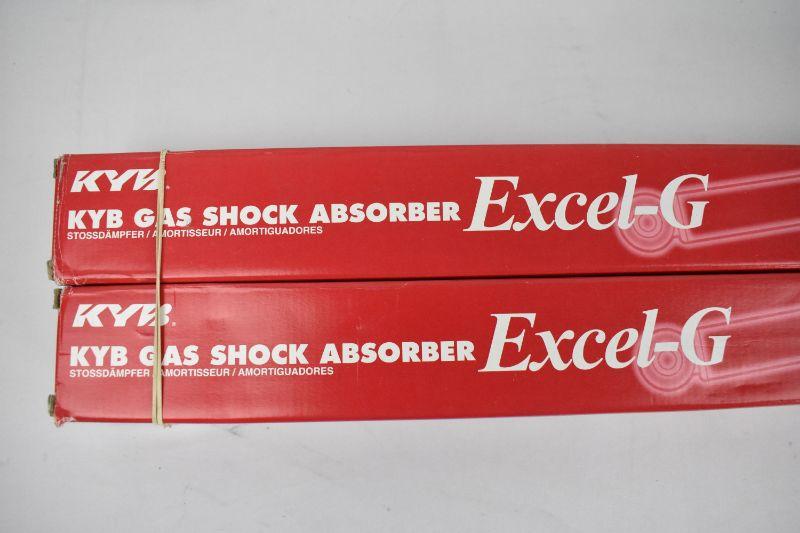 KYB®
KYB GAS SHOCK ABSORBER Excel-G
STOSSDÄMPFER / AMORTISSEUR / AMORTIGUADORES
KYB®
KYB GAS SHOCK ABSORBER Excel-G
STOSSDÄMPFER / AMORTISSEUR / AMORTIGUADORES